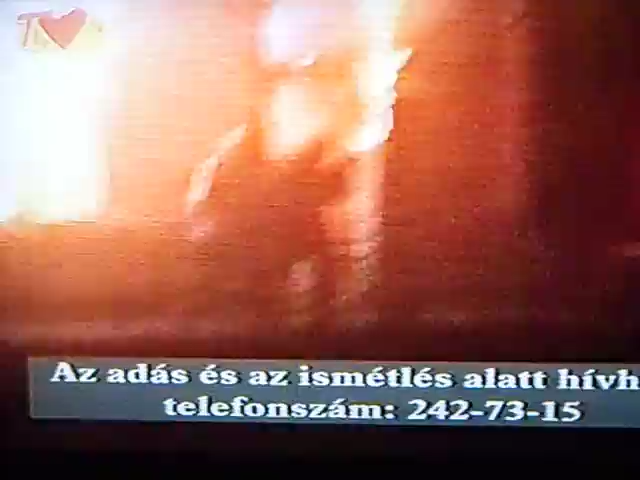 Az adás és az ismétlés alatt hívh
telefonszám: 242-73-15